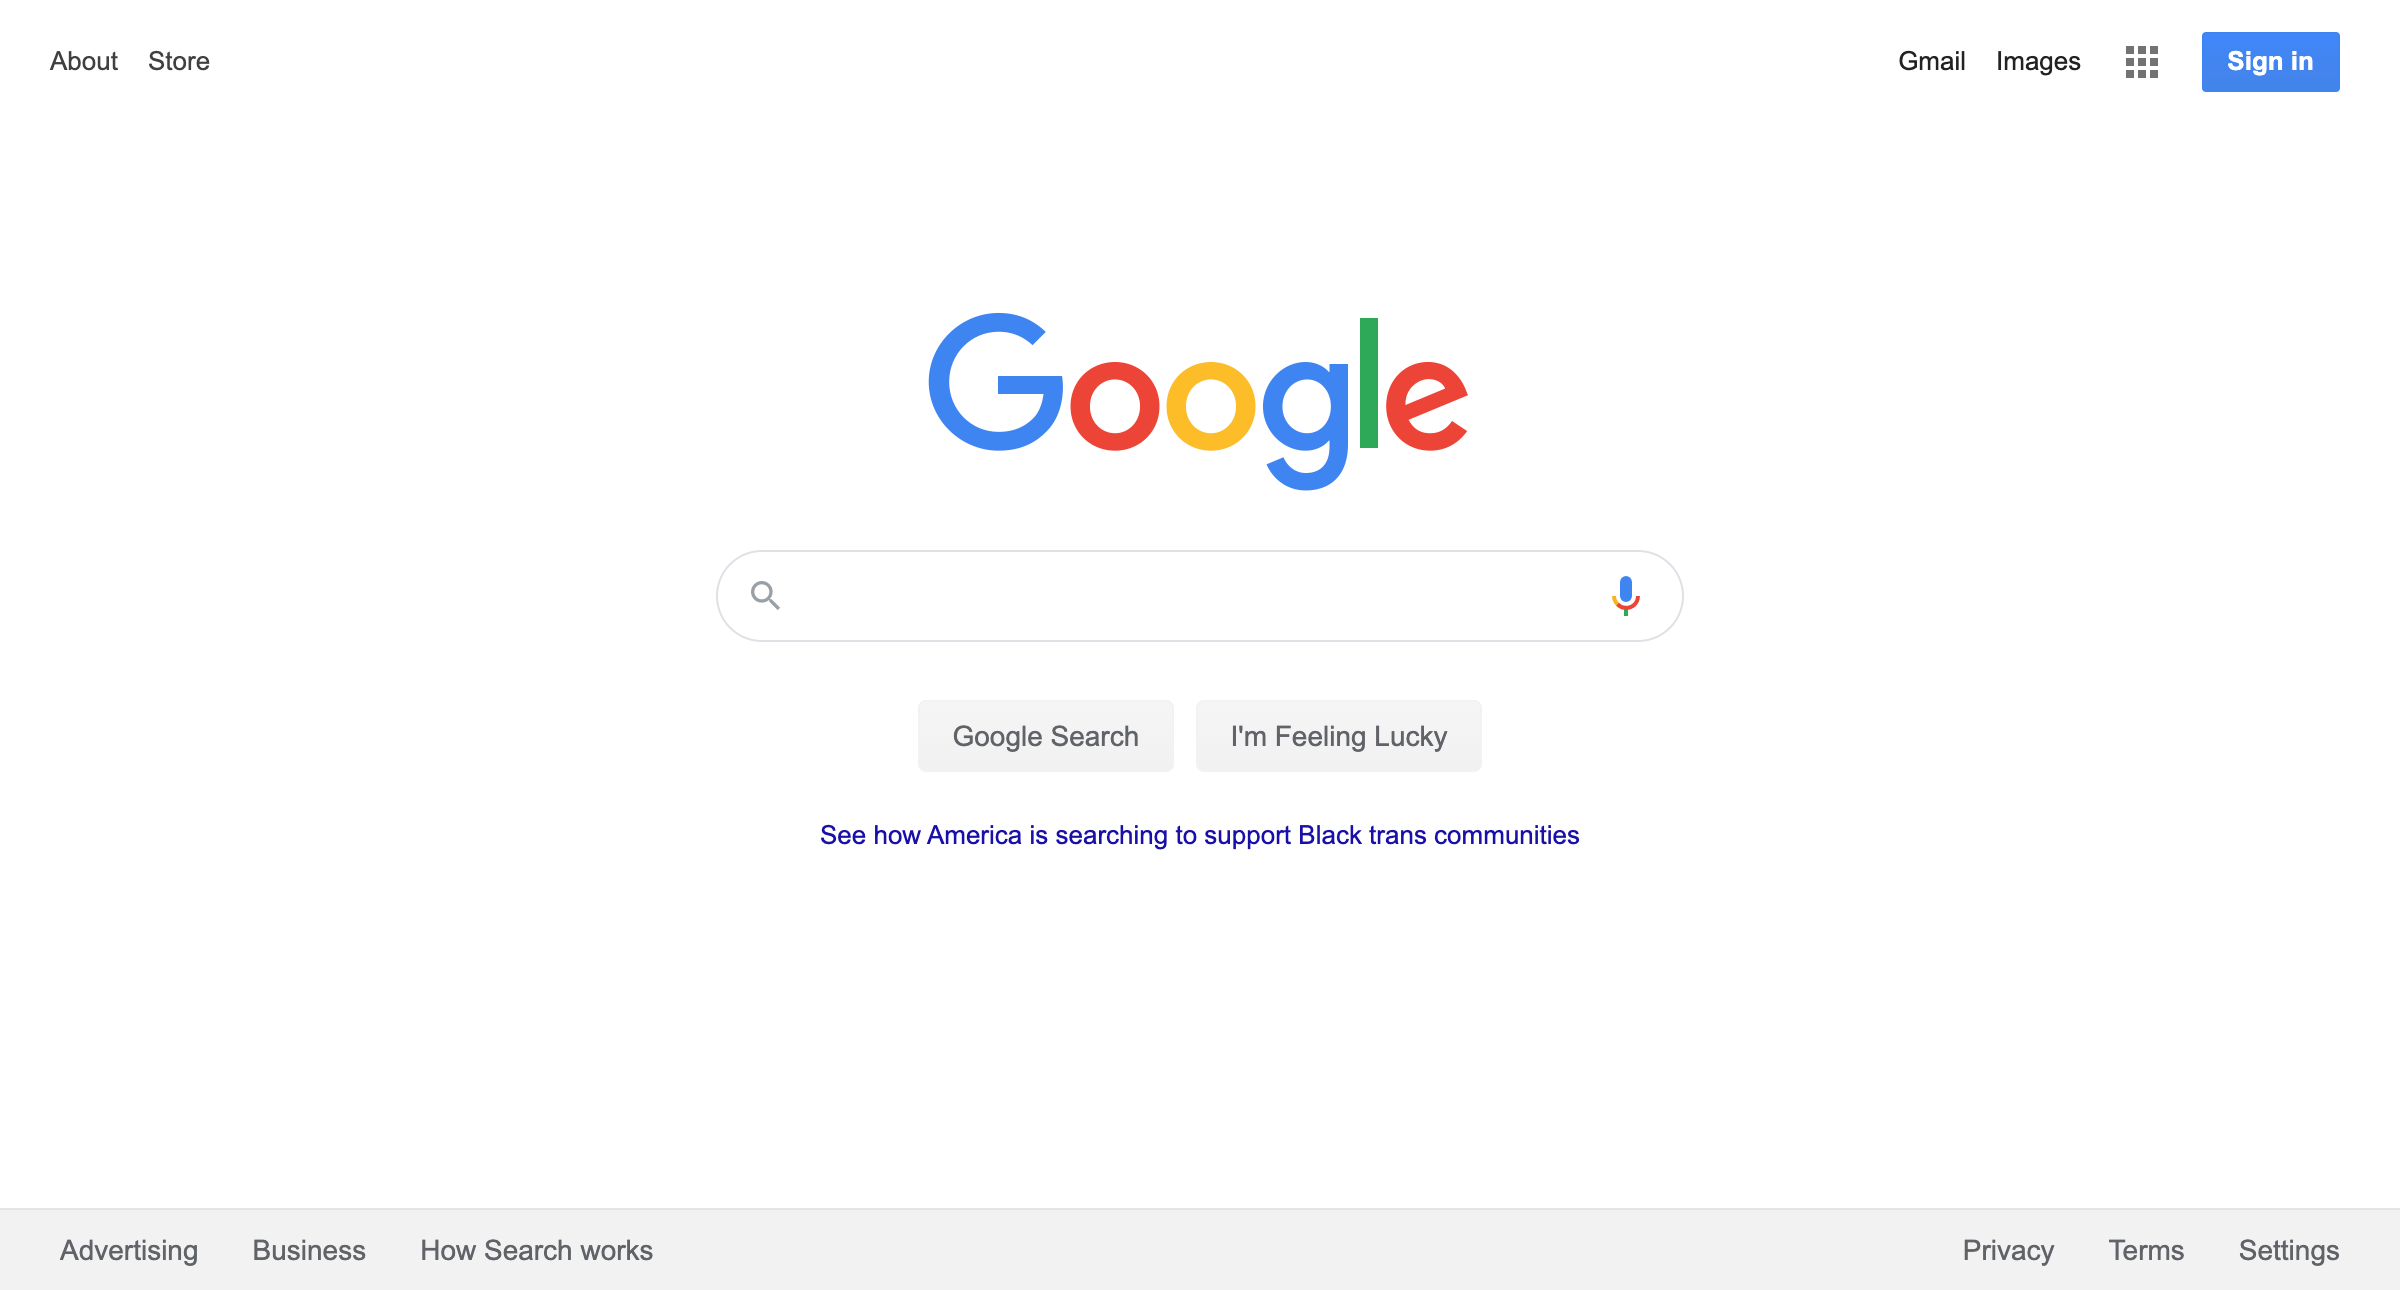 About Store Gmail Images Sign in
Google
Google Search I'm Feeling Lucky
See how America is searching to support Black trans communities
Advertising Business How Search works Privacy Terms Settings